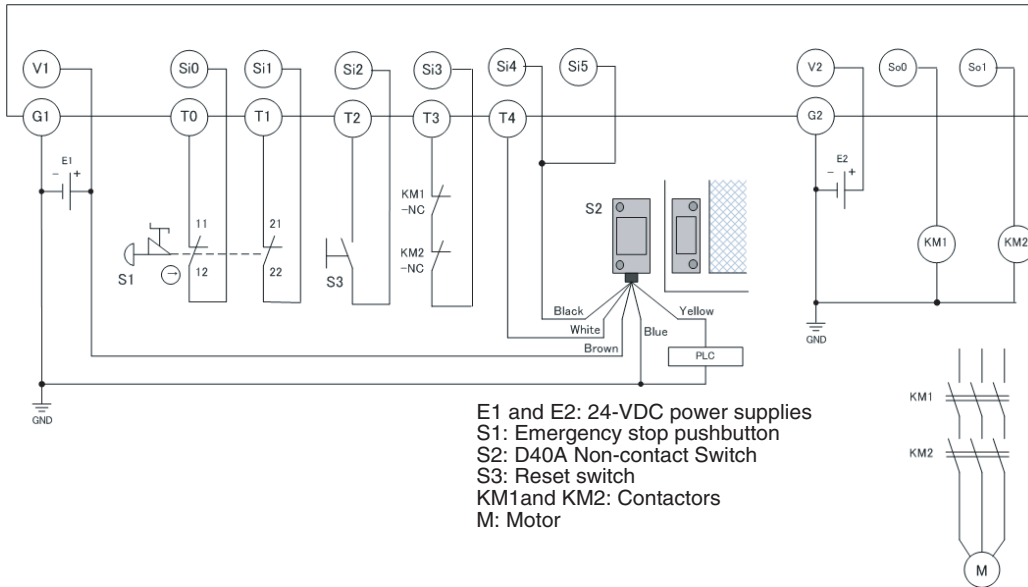 V1 Si0 Si1 Si2 Si3 Si4 Si5 V2 So0 So1
G1 T0 T1 T2 T3 T4 G2
E1
- +
E2
- +
KM1
-NC
KM2
-NC
S2
11 21
12 22
S1
S3
KM1 KM2
Black
White
Brown
Blue
Yellow
PLC
GND
GND
E1 and E2: 24-VDC power supplies
S1: Emergency stop pushbutton
S2: D40A Non-contact Switch
S3: Reset switch
KM1and KM2: Contactors
M: Motor
KM1
KM2
M